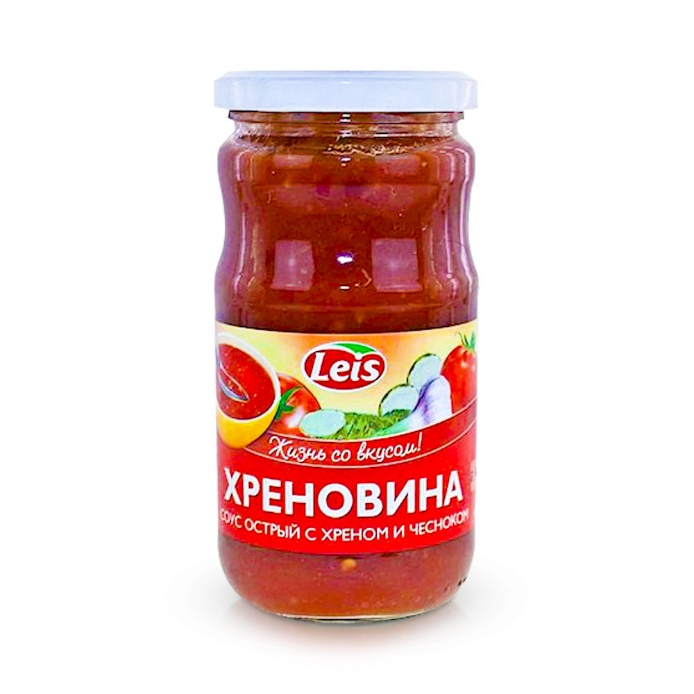 Leis
Жизнь со вкусом!
ХРЕНОВИНА
СОУС ОСТРЫЙ С ХРЕНОМ И ЧЕСНОКОМ